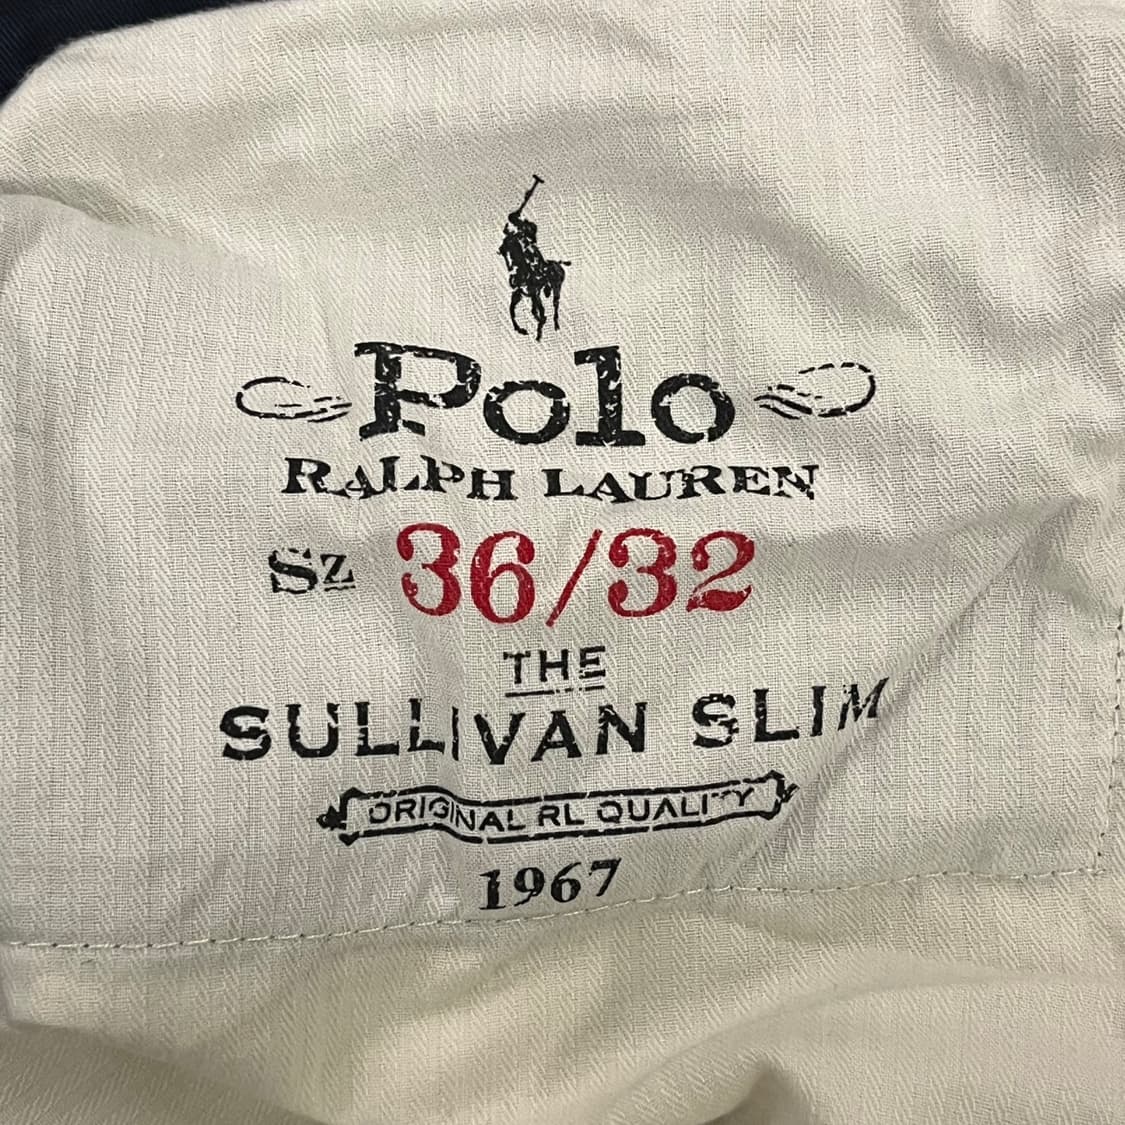 Polo
RALPH LAUREN
Sz 36/32
THE
SULLIVAN SLIM
ORIGINAL RL QUALITY
1967